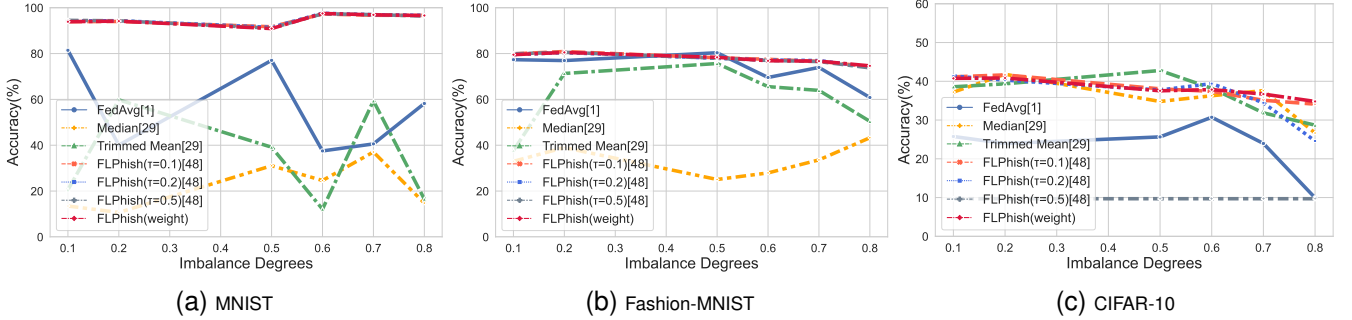 100
80
60
40
20
0
Accuracy(%)
FedAvg[1]
Median[29]
Trimmed Mean[29]
FLPhish(τ=0.1)[48]
FLPhish(τ=0.2)[48]
FLPhish(τ=0.5)[48]
FLPhish(weight)
0.1 0.2 0.3 0.4 0.5 0.6 0.7 0.8
Imbalance Degrees
(a) MNIST
100
80
60
40
20
0
Accuracy(%)
FedAvg[1]
Median[29]
Trimmed Mean[29]
FLPhish(τ=0.1)[48]
FLPhish(τ=0.2)[48]
FLPhish(τ=0.5)[48]
FLPhish(weight)
0.1 0.2 0.3 0.4 0.5 0.6 0.7 0.8
Imbalance Degrees
(b) Fashion-MNIST
60
50
40
30
20
10
0
Accuracy(%)
FedAvg[1]
Median[29]
Trimmed Mean[29]
FLPhish(τ=0.1)[48]
FLPhish(τ=0.2)[48]
FLPhish(τ=0.5)[48]
FLPhish(weight)
0.1 0.2 0.3 0.4 0.5 0.6 0.7 0.8
Imbalance Degrees
(c) CIFAR-10